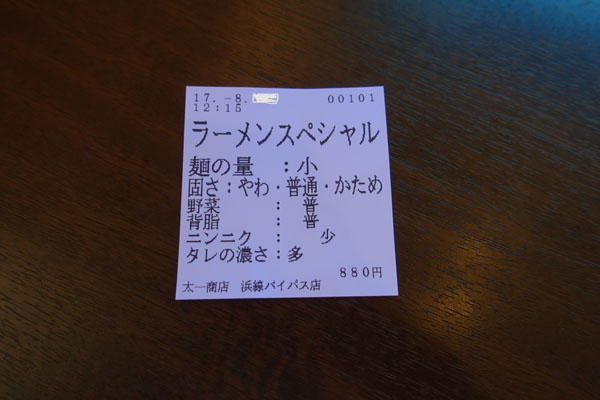 17. -8. 00101
12:15
ラーメンスペシャル
麺の量 :小
固さ:やわ・普通・かため
野菜 : 普
背脂 : 普
ニンニク : 少
タレの濃さ:多
880円
太一商店 浜線バイパス店